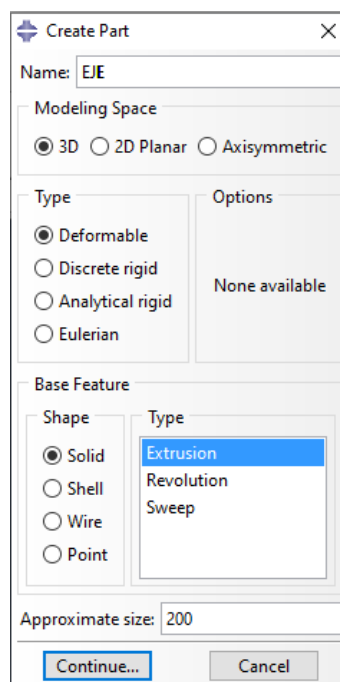 Create Part
Name: EJE
Modeling Space
3D 2D Planar Axisymmetric
Type
Deformable
Discrete rigid
Analytical rigid
Eulerian
Options
None available
Base Feature
Shape
Solid
Shell
Wire
Point
Type
Extrusion
Revolution
Sweep
Approximate size: 200
Continue... Cancel